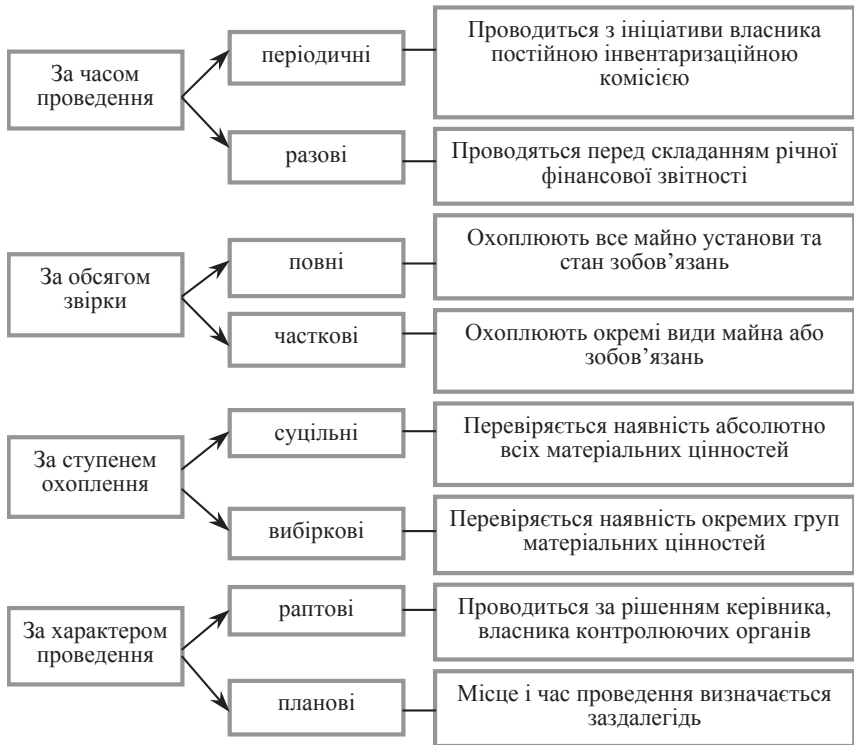 За часом
проведення
періодичні
Проводиться з ініціативи власника
постійною інвентаризаційною
комісією
разові
Проводяться перед складанням річної
фінансової звітності
За обсягом
звірки
повні
Охоплюють все майно установи та
стан зобов’язань
часткові
Охоплюють окремі види майна або
зобов’язань
За ступенем
охоплення
суцільні
Перевіряється наявність абсолютно
всіх матеріальних цінностей
вибіркові
Перевіряється наявність окремих груп
матеріальних цінностей
За характером
проведення
раптові
Проводиться за рішенням керівника,
власника контролюючих органів
планові
Місце і час проведення визначається
заздалегідь